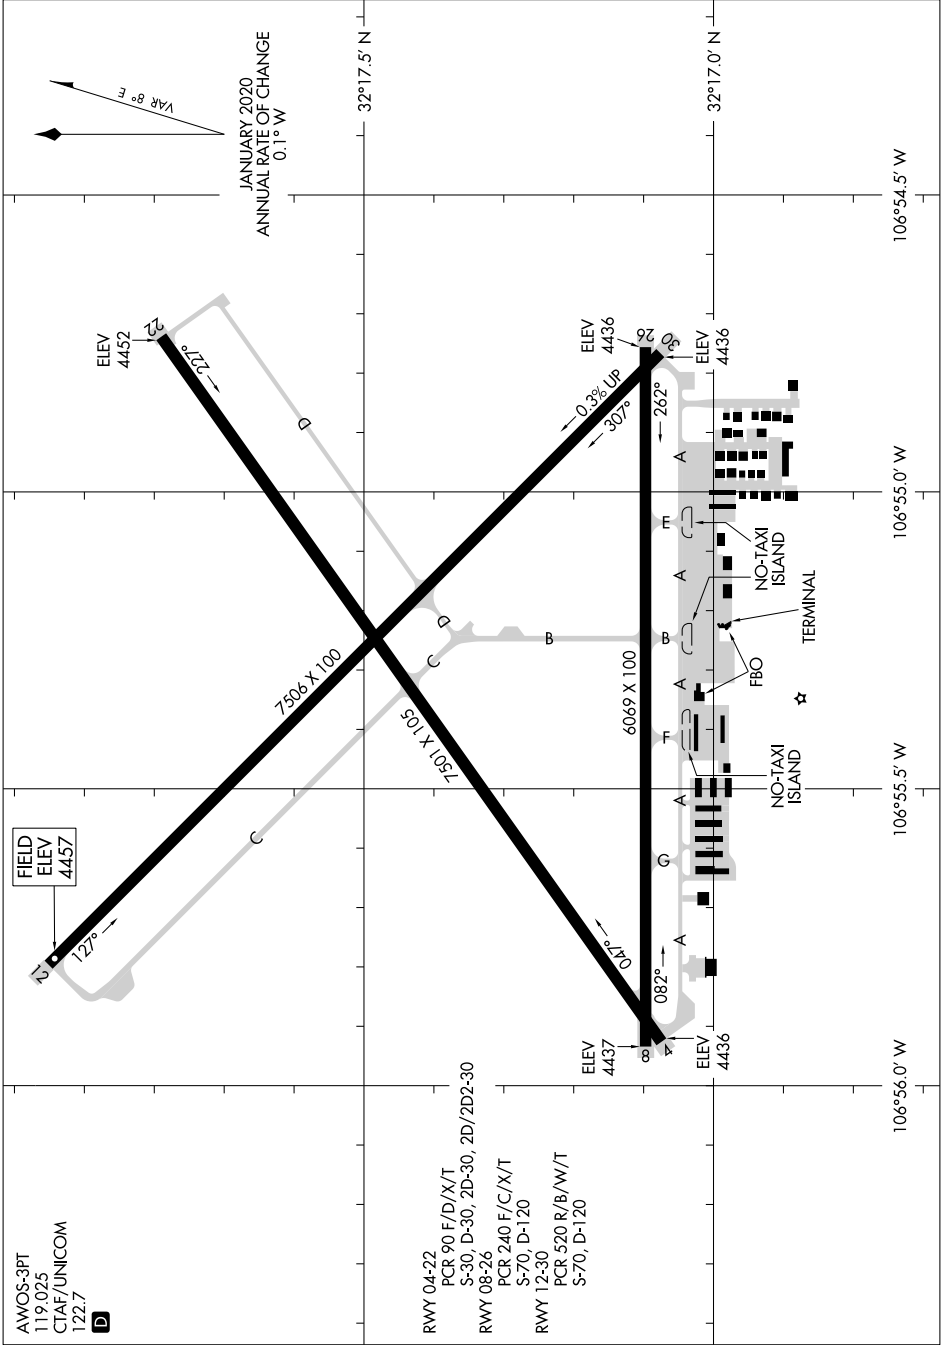 AWOS-3PT
119.025
CTAF/UNICOM
122.7
D
FIELD
ELEV
4457
12
127°
7506 X 100
C
C
ELEV
4452
22
227°
D
D
VAR 8° E
JANUARY 2020
ANNUAL RATE OF CHANGE
0.1° W
32°17.5' N
7501 X 105
047°
0.3% UP
307°
B
RWY 04-22
PCR 90 F/D/X/T
S-30, D-30, 2D-30, 2D/2D2-30
RWY 08-26
PCR 240 F/C/X/T
S-70, D-120
RWY 12-30
PCR 520 R/B/W/T
S-70, D-120
ELEV
4437
8
082°
6069 X 100
262°
ELEV
4436
26
4
ELEV
4436
30
ELEV
4436
G
F
B
E
A
A
A
A
A
32°17.0' N
NO-TAXI
ISLAND
FBO
TERMINAL
NO-TAXI
ISLAND
106°56.0' W
106°55.5' W
106°55.0' W
106°54.5' W